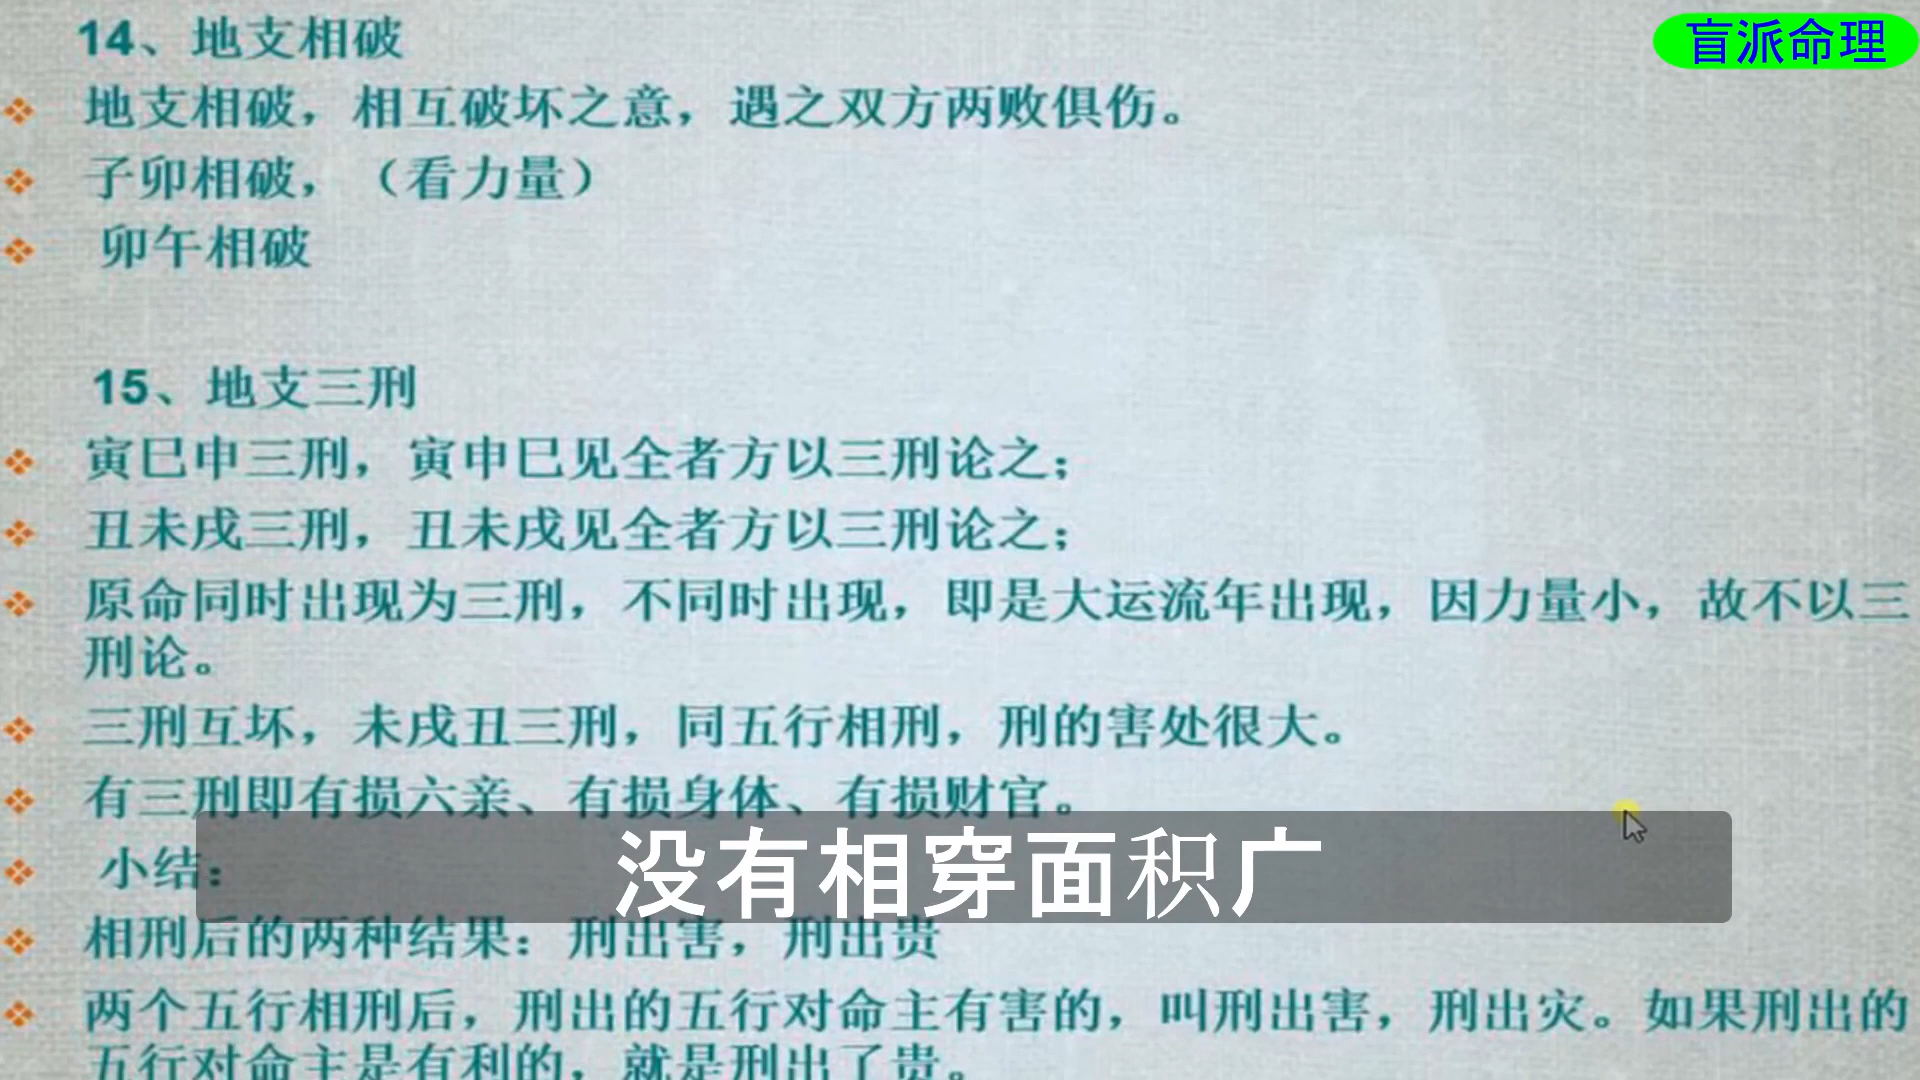 14、地支相破
盲派命理
地支相破，相互破坏之意，遇之双方两败俱伤。
子卯相破，（看力量）
卯午相破
15、地支三刑
寅巳申三刑，寅申巳见全者方以三刑论之；
丑未戌三刑，丑未戌见全者方以三刑论之；
原命同时出现为三刑，不同时出现，即是大运流年出现，因力量小，故不以三
刑论。
三刑互坏，未戌丑三刑，同五行相刑，刑的害处很大。
有三刑即有损六亲、有损身体、有损财官。
小结：
没有相穿面积广
相刑后的两种结果：刑出害，刑出贵
两个五行相刑后，刑出的五行对命主有害的，叫刑出害，刑出灾。如果刑出的
五行对命主是有利的，就是刑出了贵。